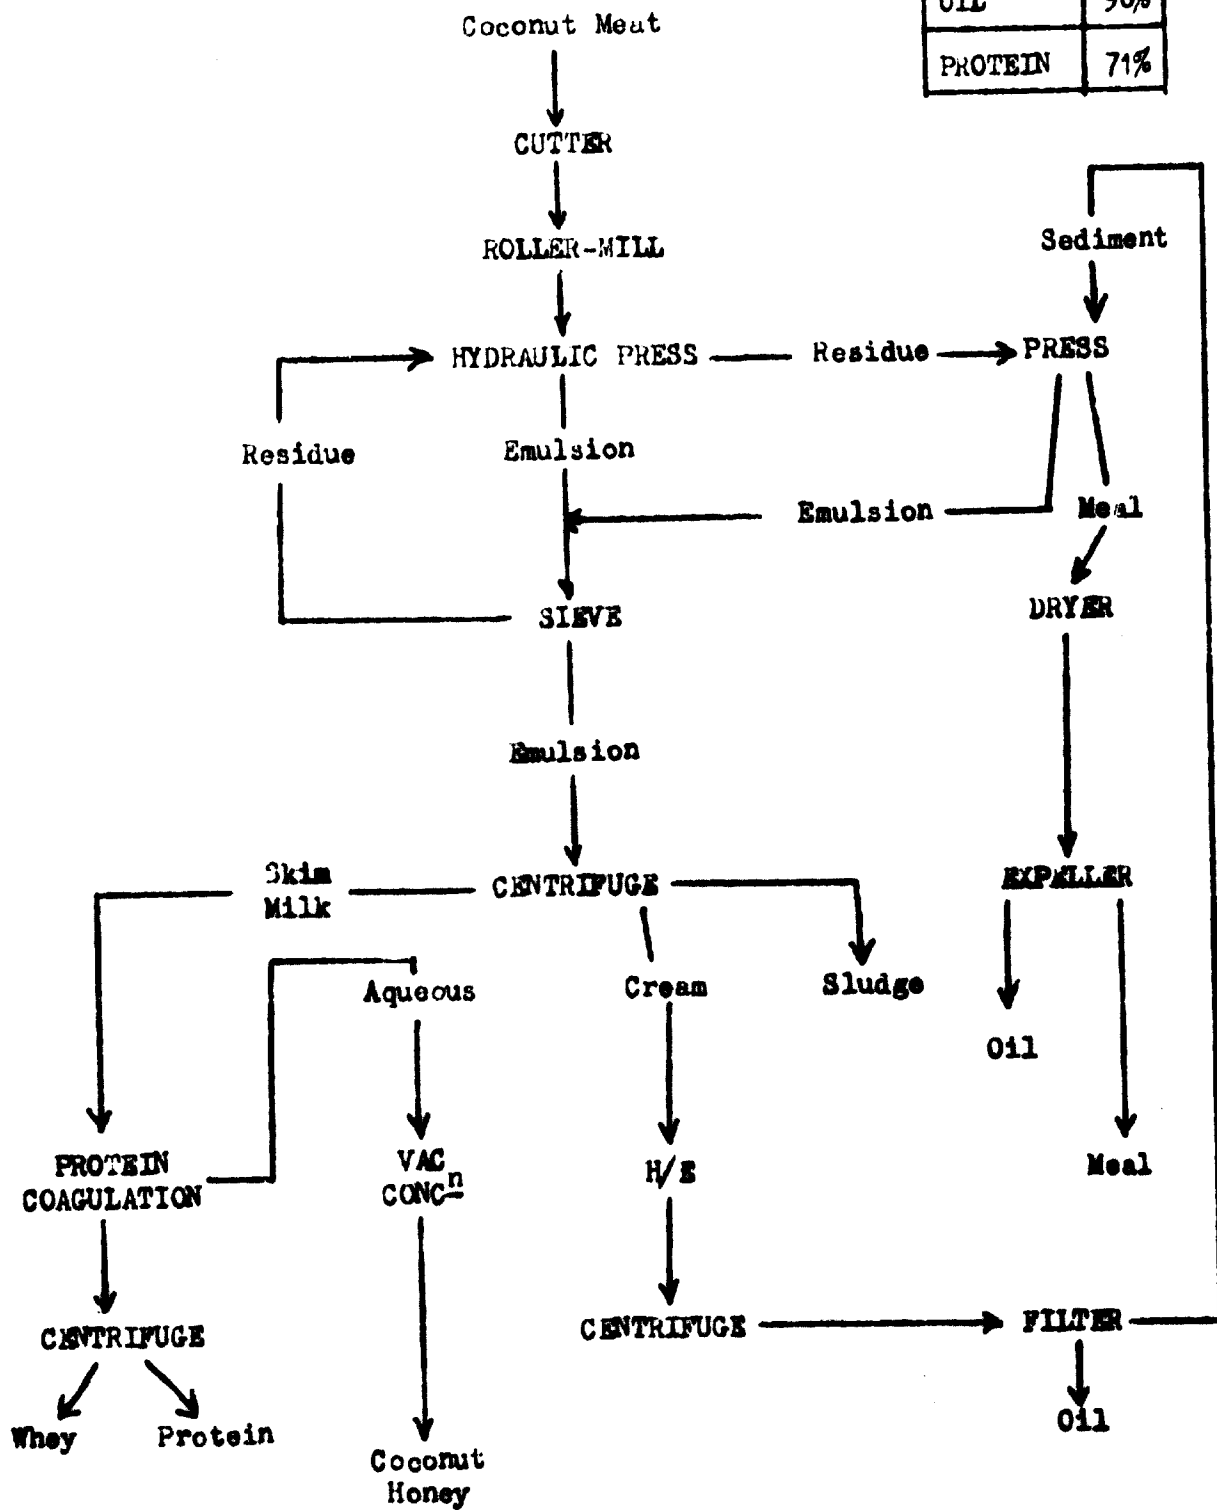 Coconut Meat
OIL 90%
PROTEIN 71%
CUTTER
ROLLER-MILL
Sediment
HYDRAULIC PRESS Residue PRESS
Residue Emulsion
Emulsion Meal
SIEVE DRYER
Emulsion
Skim
Milk
CENTRIFUGE EXPELLER
Aqueous Cream Sludge
Oil
PROTEIN
COAGULATION
VAC
CONCn
H/E
Meal
CENTRIFUGE CENTRIFUGE FILTER
Whey Protein
Oil
Coconut
Honey